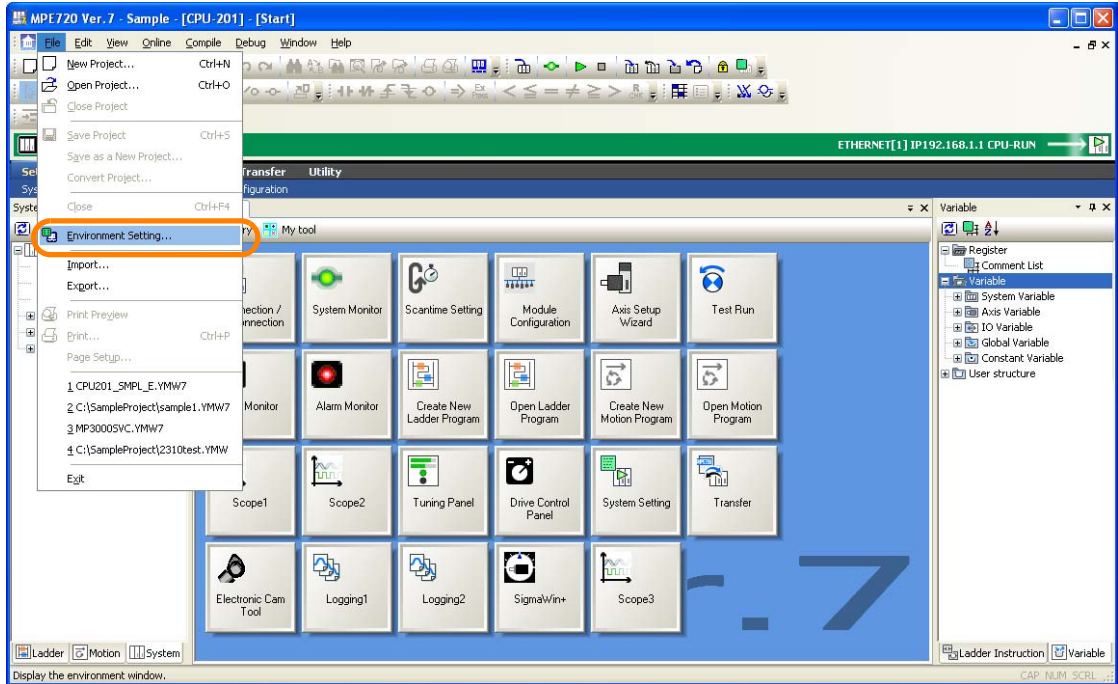 MPE720 Ver.7 - Sample - [CPU-201] - [Start]
File Edit View Online Compile Debug Window Help
New Project... Ctrl+N
Open Project... Ctrl+O
Close Project
Save Project Ctrl+S
Save as a New Project...
Convert Project...
Close Ctrl+F4
Environment Setting...
Import...
Export...
Print Preview
Print... Ctrl+P
Page Setup...
1 CPU201_SMPL_E.YMW7
2 C:\SampleProject\sample1.YMW7
3 MP3000SVC.YMW7
4 C:\SampleProject\2310test.YMW
Exit
ETHERNET[1] IP192.168.1.1 CPU-RUN
Se
ransfer Utility
Sys
figuration
Syste
ry My tool
nection /
nnection
System Monitor
Scantime Setting
Module
Configuration
Axis Setup
Wizard
Test Run
Monitor
Alarm Monitor
Create New
Ladder Program
Open Ladder
Program
Create New
Motion Program
Open Motion
Program
Scope1
Scope2
Tuning Panel
Drive Control
Panel
System Setting
Transfer
Electronic Cam
Tool
Logging1
Logging2
SigmaWin+
Scope3
r.7
Variable
Register
Comment List
Variable
System Variable
Axis Variable
IO Variable
Global Variable
Constant Variable
User structure
Ladder Motion System
Ladder Instruction Variable
Display the environment window.
CAP NUM SCRL